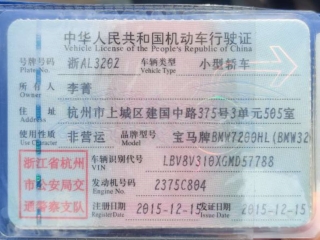 中华人民共和国机动车行驶证
Vehicle License of the People's Republic of China
号牌号码 浙AL3202 车辆类型 小型轿车
Plate No. Vehicle Type
所有人 李菁
Owner
住址 杭州市上城区建国中路375号3单元505室
Address
使用性质 非营运 品牌型号 宝马牌BMW7200HL(BMW32
Use Character Model
浙江省杭州 车辆识别代号 LBV8V310XGMD57788
VIN
市公安局交 发动机号码 2375C804
Engine No.
通警察支队 注册日期 2015-12-15 发证日期 2015-12-15
Register Date Issue Date